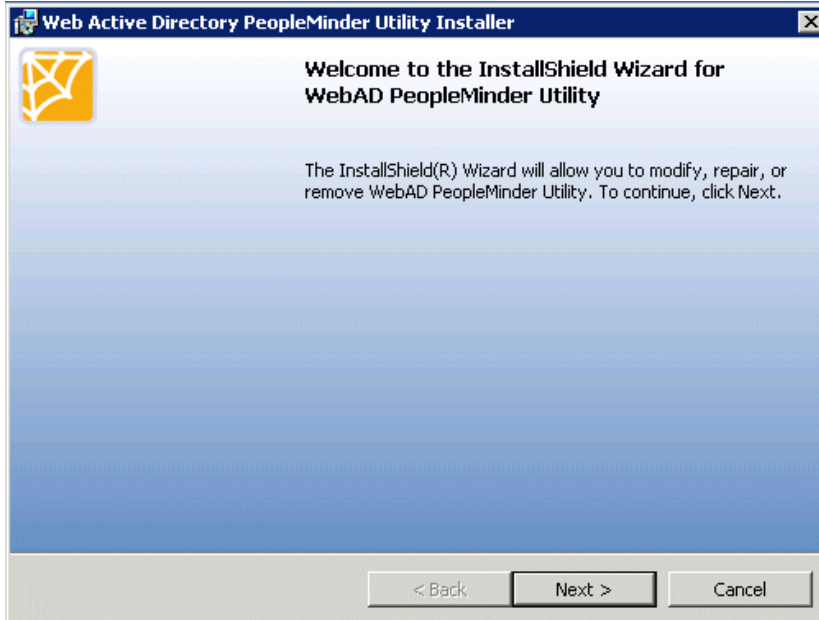 Web Active Directory PeopleMinder Utility Installer
Welcome to the InstallShield Wizard for
WebAD PeopleMinder Utility
The InstallShield(R) Wizard will allow you to modify, repair, or
remove WebAD PeopleMinder Utility. To continue, click Next.
< Back
Next >
Cancel